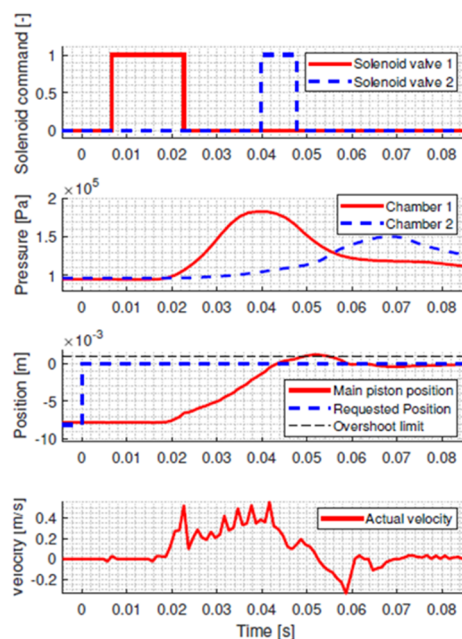 Solenoid command [-]
1
0.5
0
Solenoid valve 1
Solenoid valve 2
0 0.01 0.02 0.03 0.04 0.05 0.06 0.07 0.08
Pressure [Pa]
× 10^5
2
1.5
1
Chamber 1
Chamber 2
0 0.01 0.02 0.03 0.04 0.05 0.06 0.07 0.08
Position [m]
× 10^-3
0
-5
-10
Main piston position
Requested Position
Overshoot limit
0 0.01 0.02 0.03 0.04 0.05 0.06 0.07 0.08
velocity [m/s]
0.4
0.2
0
-0.2
Actual velocity
0 0.01 0.02 0.03 0.04 0.05 0.06 0.07 0.08
Time [s]